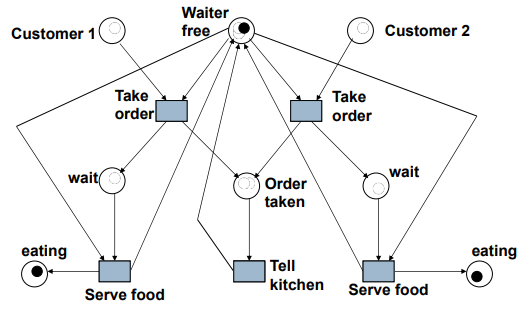 Customer 1
Waiter
free
Customer 2
Take
order
Take
order
wait
Order
taken
wait
eating
Serve food
Tell
kitchen
Serve food
eating